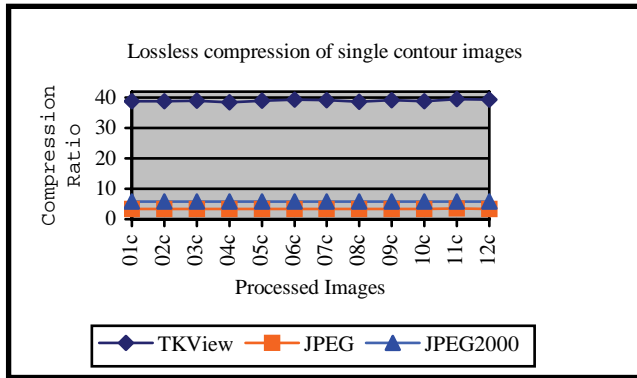 Lossless compression of single contour images
Compression
Ratio
40
30
20
10
0
01c 02c 03c 04c 05c 06c 07c 08c 09c 10c 11c 12c
Processed Images
TKView JPEG JPEG2000